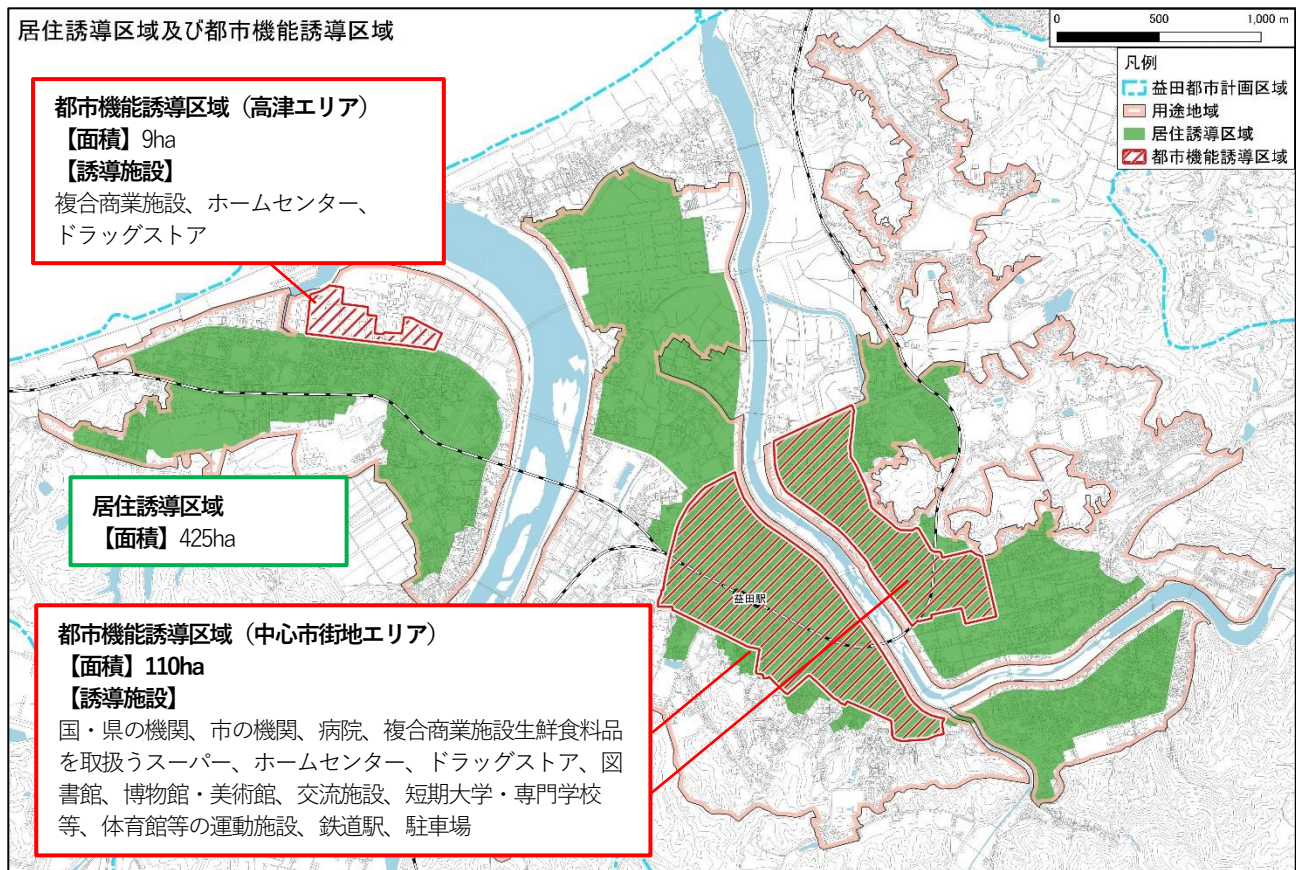 居住誘導区域及び都市機能誘導区域
0 500 1,000 m
凡例
益田都市計画区域
用途地域
居住誘導区域
都市機能誘導区域
都市機能誘導区域（高津エリア）
【面積】9ha
【誘導施設】
複合商業施設、ホームセンター、
ドラッグストア
居住誘導区域
【面積】425ha
益田駅
都市機能誘導区域（中心市街地エリア）
【面積】110ha
【誘導施設】
国・県の機関、市の機関、病院、複合商業施設生鮮食料品
を取扱うスーパー、ホームセンター、ドラッグストア、図
書館、博物館・美術館、交流施設、短期大学・専門学校
等、体育館等の運動施設、鉄道駅、駐車場